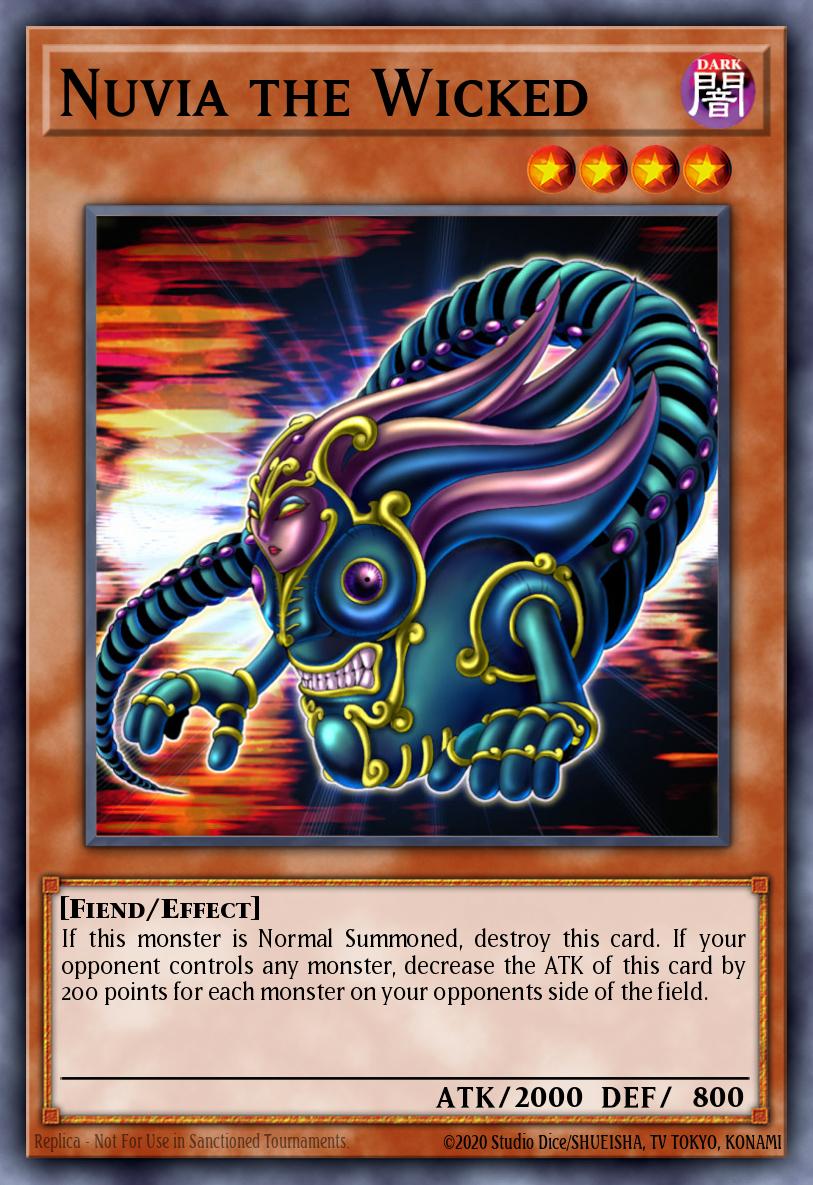 Nuvia the Wicked
DARK
闇
[Fiend/Effect]
If this monster is Normal Summoned, destroy this card. If your
opponent controls any monster, decrease the ATK of this card by
200 points for each monster on your opponents side of the field.
ATK/2000 DEF/ 800
Replica - Not For Use in Sanctioned Tournaments.
©2020 Studio Dice/SHUEISHA, TV TOKYO, KONAMI